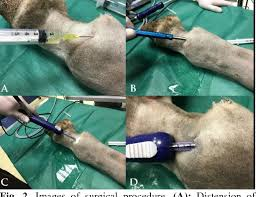 A
B
C
D
Fig. 2. Images of surgical procedure. (A): Distension of